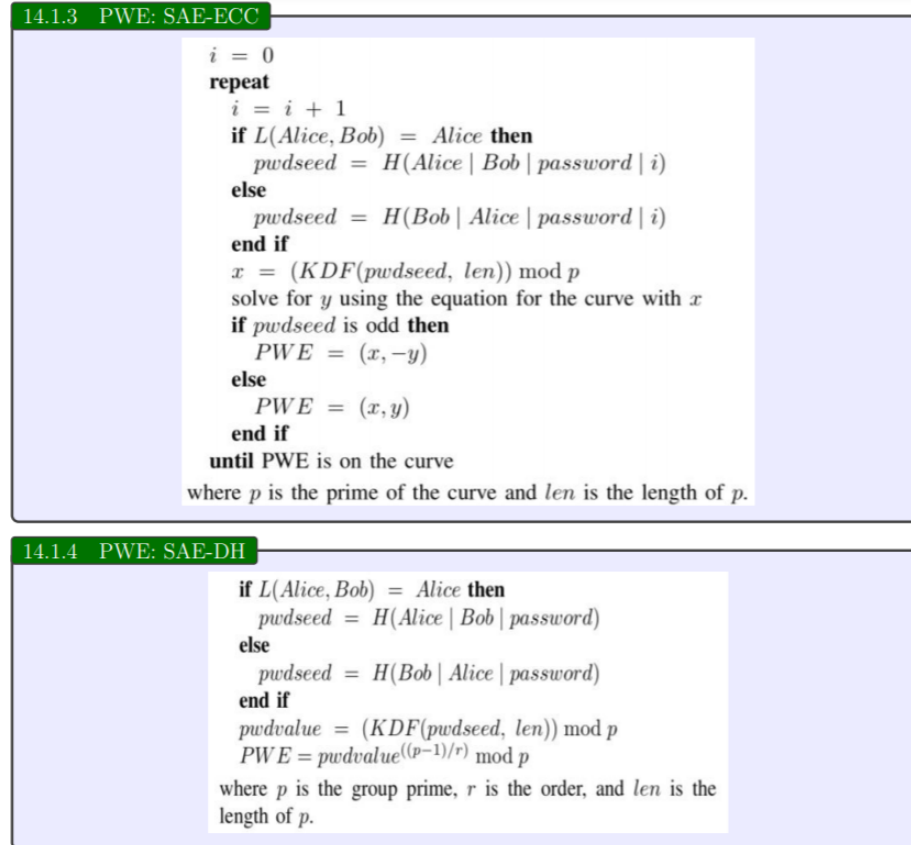 14.1.3 PWE: SAE-ECC
i = 0
repeat
i = i + 1
if L(Alice, Bob) = Alice then
pwdseed = H(Alice | Bob | password | i)
else
pwdseed = H(Bob | Alice | password | i)
end if
x = (KDF(pwdseed, len)) mod p
solve for y using the equation for the curve with x
if pwdseed is odd then
PWE = (x, −y)
else
PWE = (x, y)
end if
until PWE is on the curve
where p is the prime of the curve and len is the length of p.
14.1.4 PWE: SAE-DH
if L(Alice, Bob) = Alice then
pwdseed = H(Alice | Bob | password)
else
pwdseed = H(Bob | Alice | password)
end if
pwdvalue = (KDF(pwdseed, len)) mod p
PWE = pwdvalue^((p−1)/r) mod p
where p is the group prime, r is the order, and len is the
length of p.